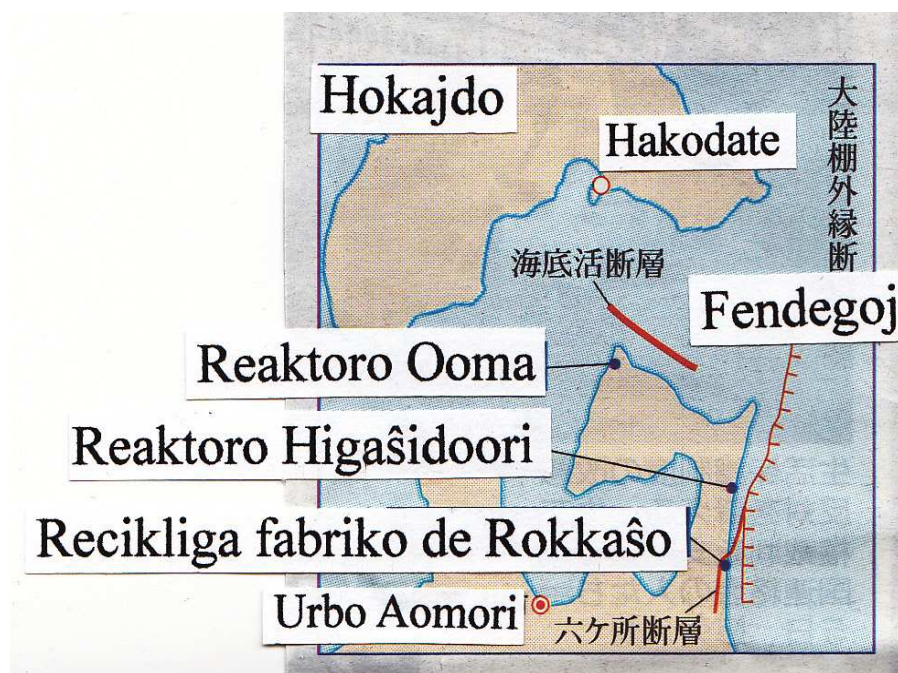 Hokajdo
Hakodate
大陸棚外縁断
海底活断層
Fendegoj
Reaktoro Ooma
Reaktoro Higaŝidoori
Recikliga fabriko de Rokkaŝo
Urbo Aomori
六ケ所断層